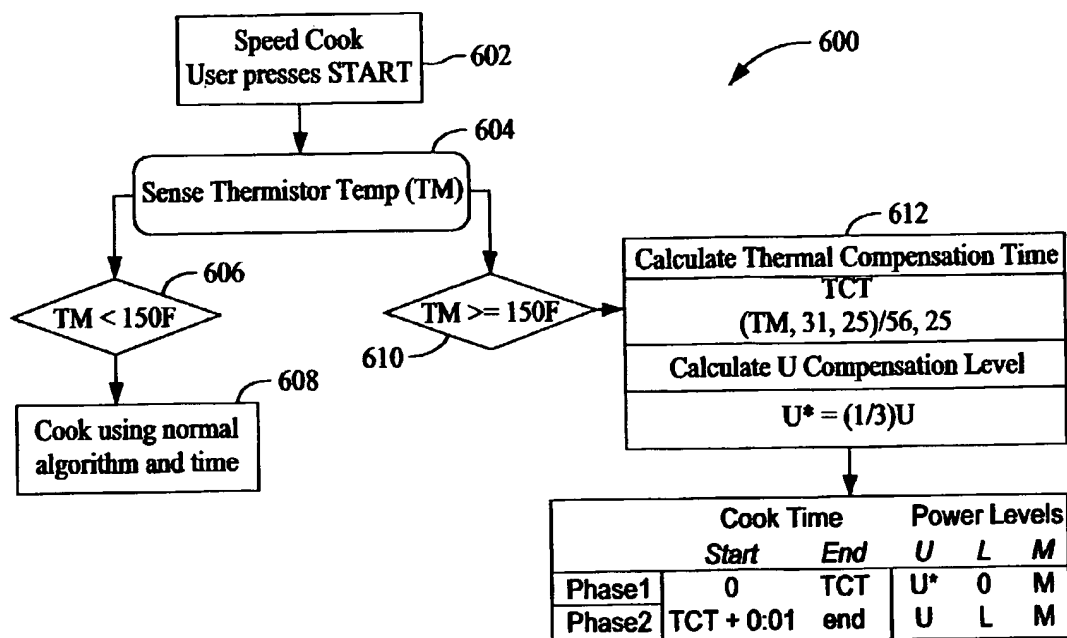 Speed Cook
User presses START
602
600
604
Sense Thermistor Temp (TM)
606
TM < 150F
TM >= 150F
610
612
Calculate Thermal Compensation Time
TCT
(TM, 31, 25)/56, 25
Calculate U Compensation Level
U* = (1/3)U
608
Cook using normal
algorithm and time
Cook Time Power Levels
Start End U L M
Phase1 0 TCT U* 0 M
Phase2 TCT + 0:01 end U L M